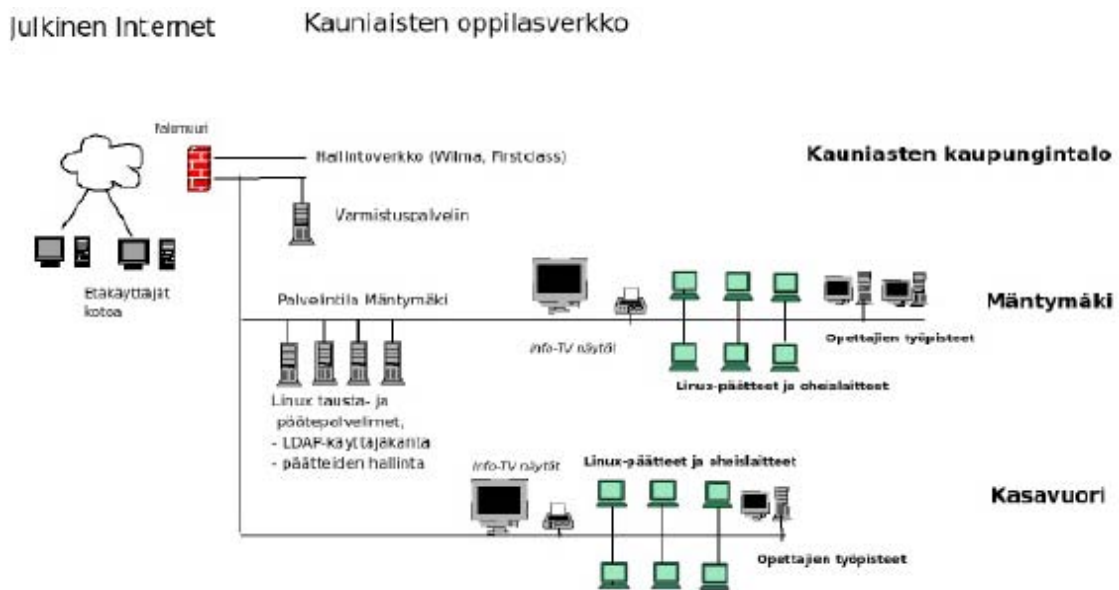 Julkinen Internet
Kauniaisten oppilasverkko
Palomuuri
Hallintoverkko (Wilma, Firstclass)
Kauniasten kaupungintalo
Varmistuspalvelin
Etäkäyttäjät
kotoa
Palvelintila Mäntymäki
Mäntymäki
Info-TV näytöt
Opettajien työpisteet
Linux-päätteet ja oheislaitteet
Linux tausta- ja
päätepalvelimet,
- LDAP-käyttäjäkanta
- päätteiden hallinta
Info-TV näytöt
Linux-päätteet ja oheislaitteet
Kasavuori
Opettajien työpisteet